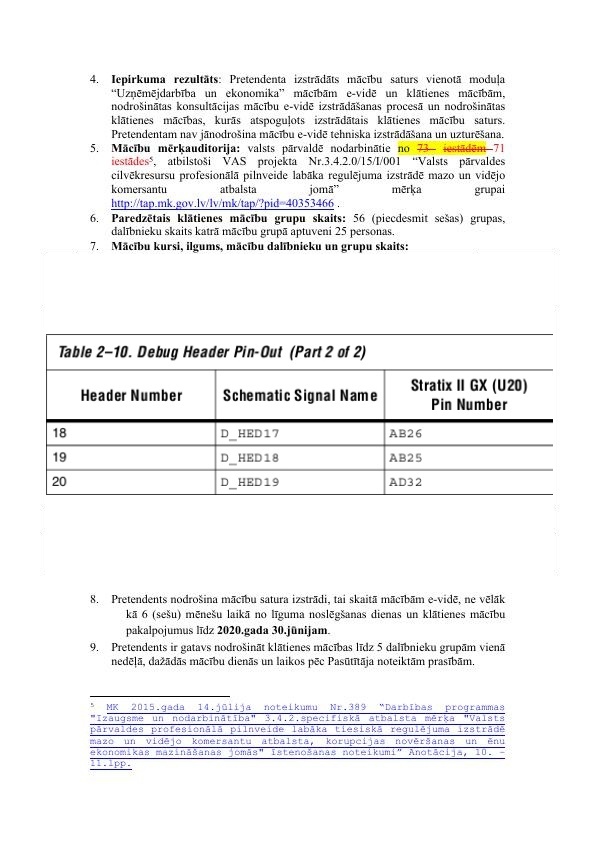 4. Iepirkuma rezultāts: Pretendenta izstrādāts mācību saturs vienotā moduļa
“Uzņēmējdarbība un ekonomika” mācībām e-vidē un klātienes mācībām,
nodrošinātas konsultācijas mācību e-vidē izstrādāšanas procesā un nodrošinātas
klātienes mācības, kurās atspoguļots izstrādātais klātienes mācību saturs.
Pretendentam nav jānodrošina mācību e-vidē tehniska izstrādāšana un uzturēšana.
5. Mācību mērķauditorija: valsts pārvaldē nodarbinātie no 73 iestādēm 71
iestādes⁵, atbilstoši VAS projekta Nr.3.4.2.0/15/I/001 “Valsts pārvaldes
cilvēkresursu profesionālā pilnveide labāka regulējuma izstrādē mazo un vidējo
komersantu atbalsta jomā” mērķa grupai
http://tap.mk.gov.lv/lv/mk/tap/?pid=40353466 .
6. Paredzētais klātienes mācību grupu skaits: 56 (piecdesmit sešas) grupas,
dalībnieku skaits katrā mācību grupā aptuveni 25 personas.
7. Mācību kursi, ilgums, mācību dalībnieku un grupu skaits:
Table 2–10. Debug Header Pin-Out (Part 2 of 2)
Header Number Schematic Signal Name Stratix II GX (U20)
Pin Number
18 D_HED17 AB26
19 D_HED18 AB25
20 D_HED19 AD32
8. Pretendents nodrošina mācību satura izstrādi, tai skaitā mācībām e-vidē, ne vēlāk
kā 6 (sešu) mēnešu laikā no līguma noslēgšanas dienas un klātienes mācību
pakalpojumus līdz 2020.gada 30.jūnijam.
9. Pretendents ir gatavs nodrošināt klātienes mācības līdz 5 dalībnieku grupām vienā
nedēļā, dažādās mācību dienās un laikos pēc Pasūtītāja noteiktām prasībām.
⁵ MK 2015.gada 14.jūlija noteikumu Nr.389 “Darbības programmas
"Izaugsme un nodarbinātība" 3.4.2.specifiskā atbalsta mērķa "Valsts
pārvaldes profesionālā pilnveide labāka tiesiskā regulējuma izstrādē
mazo un vidējo komersantu atbalsta, korupcijas novēršanas un ēnu
ekonomikas mazināšanas jomās" īstenošanas noteikumi” Anotācija, 10. –
11.lpp.